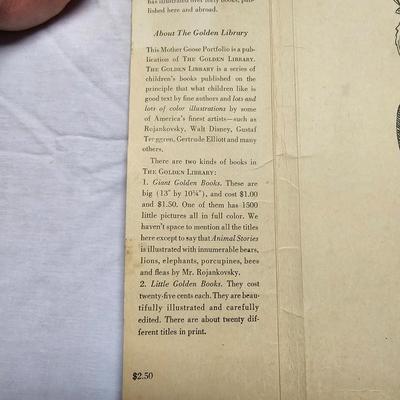 has illustrated over forty books, pub-
lished here and abroad.
About The Golden Library
This Mother Goose Portfolio is a pub-
lication of THE GOLDEN LIBRARY.
THE GOLDEN LIBRARY is a series of
children's books published on the
principle that what children like is
good text by fine authors and lots and
lots of color illustrations by some
of America's finest artists—such as
Rojankovsky, Walt Disney, Gustaf
Tenggren, Gertrude Elliott and many
others.
There are two kinds of books in
THE GOLDEN LIBRARY:
1. Giant Golden Books. These are
big (13" by 10¼"), and cost $1.00
and $1.50. One of them has 1500
little pictures all in full color. We
haven't space to mention all the titles
here except to say that Animal Stories
is illustrated with innumerable bears,
lions, elephants, porcupines, bees
and fleas by Mr. Rojankovsky.
2. Little Golden Books. They cost
twenty-five cents each. They are beau-
tifully illustrated and carefully
edited. There are about twenty dif-
ferent titles in print.
$2.50